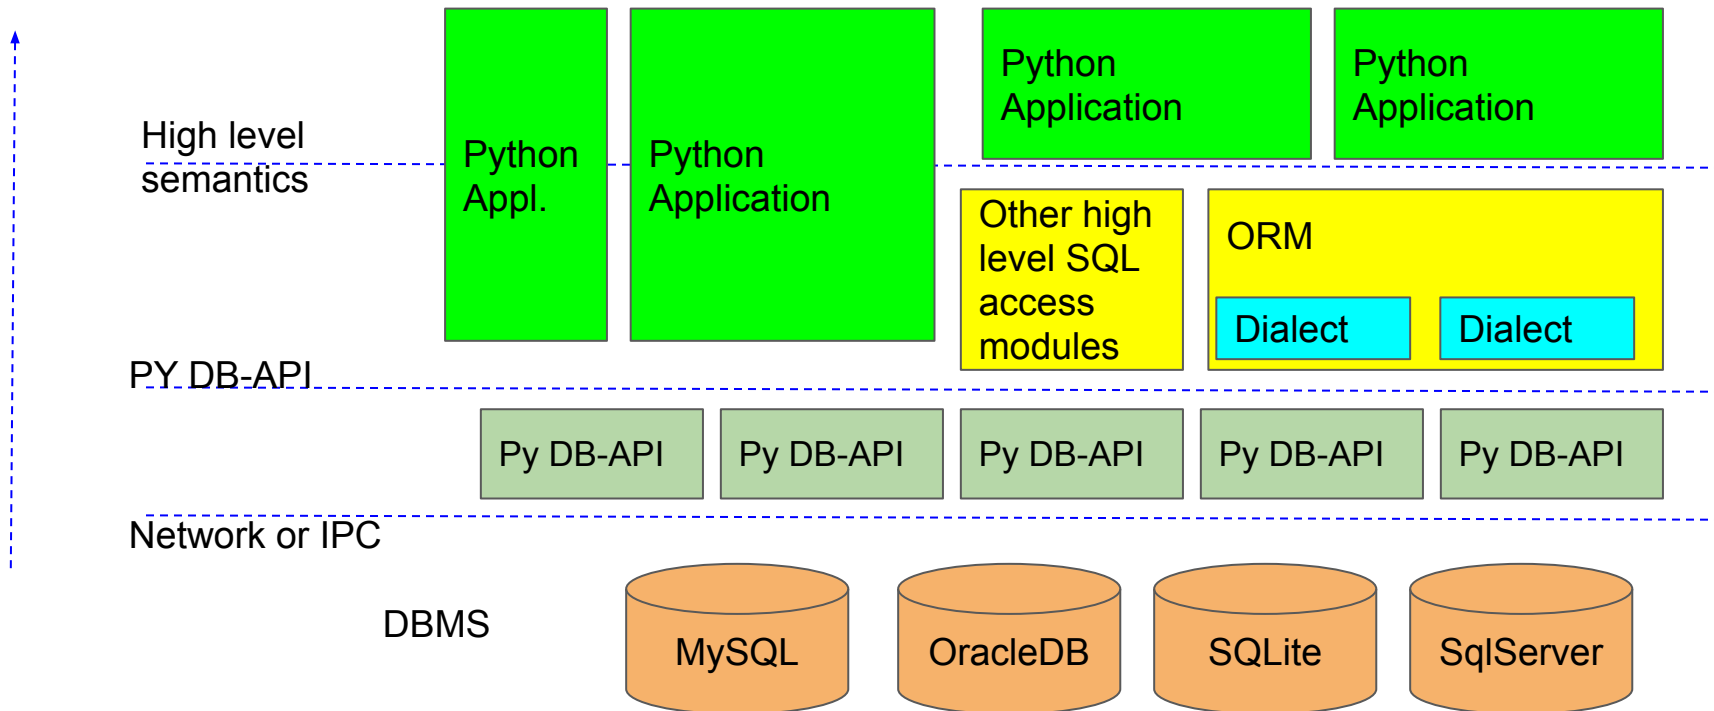 Python
Application
Python
Application
High level
semantics
Python
Appl.
Python
Application
Other high
level SQL
access
modules
ORM
Dialect
Dialect
PY DB-API
Py DB-API
Py DB-API
Py DB-API
Py DB-API
Py DB-API
Network or IPC
DBMS
MySQL
OracleDB
SQLite
SqlServer